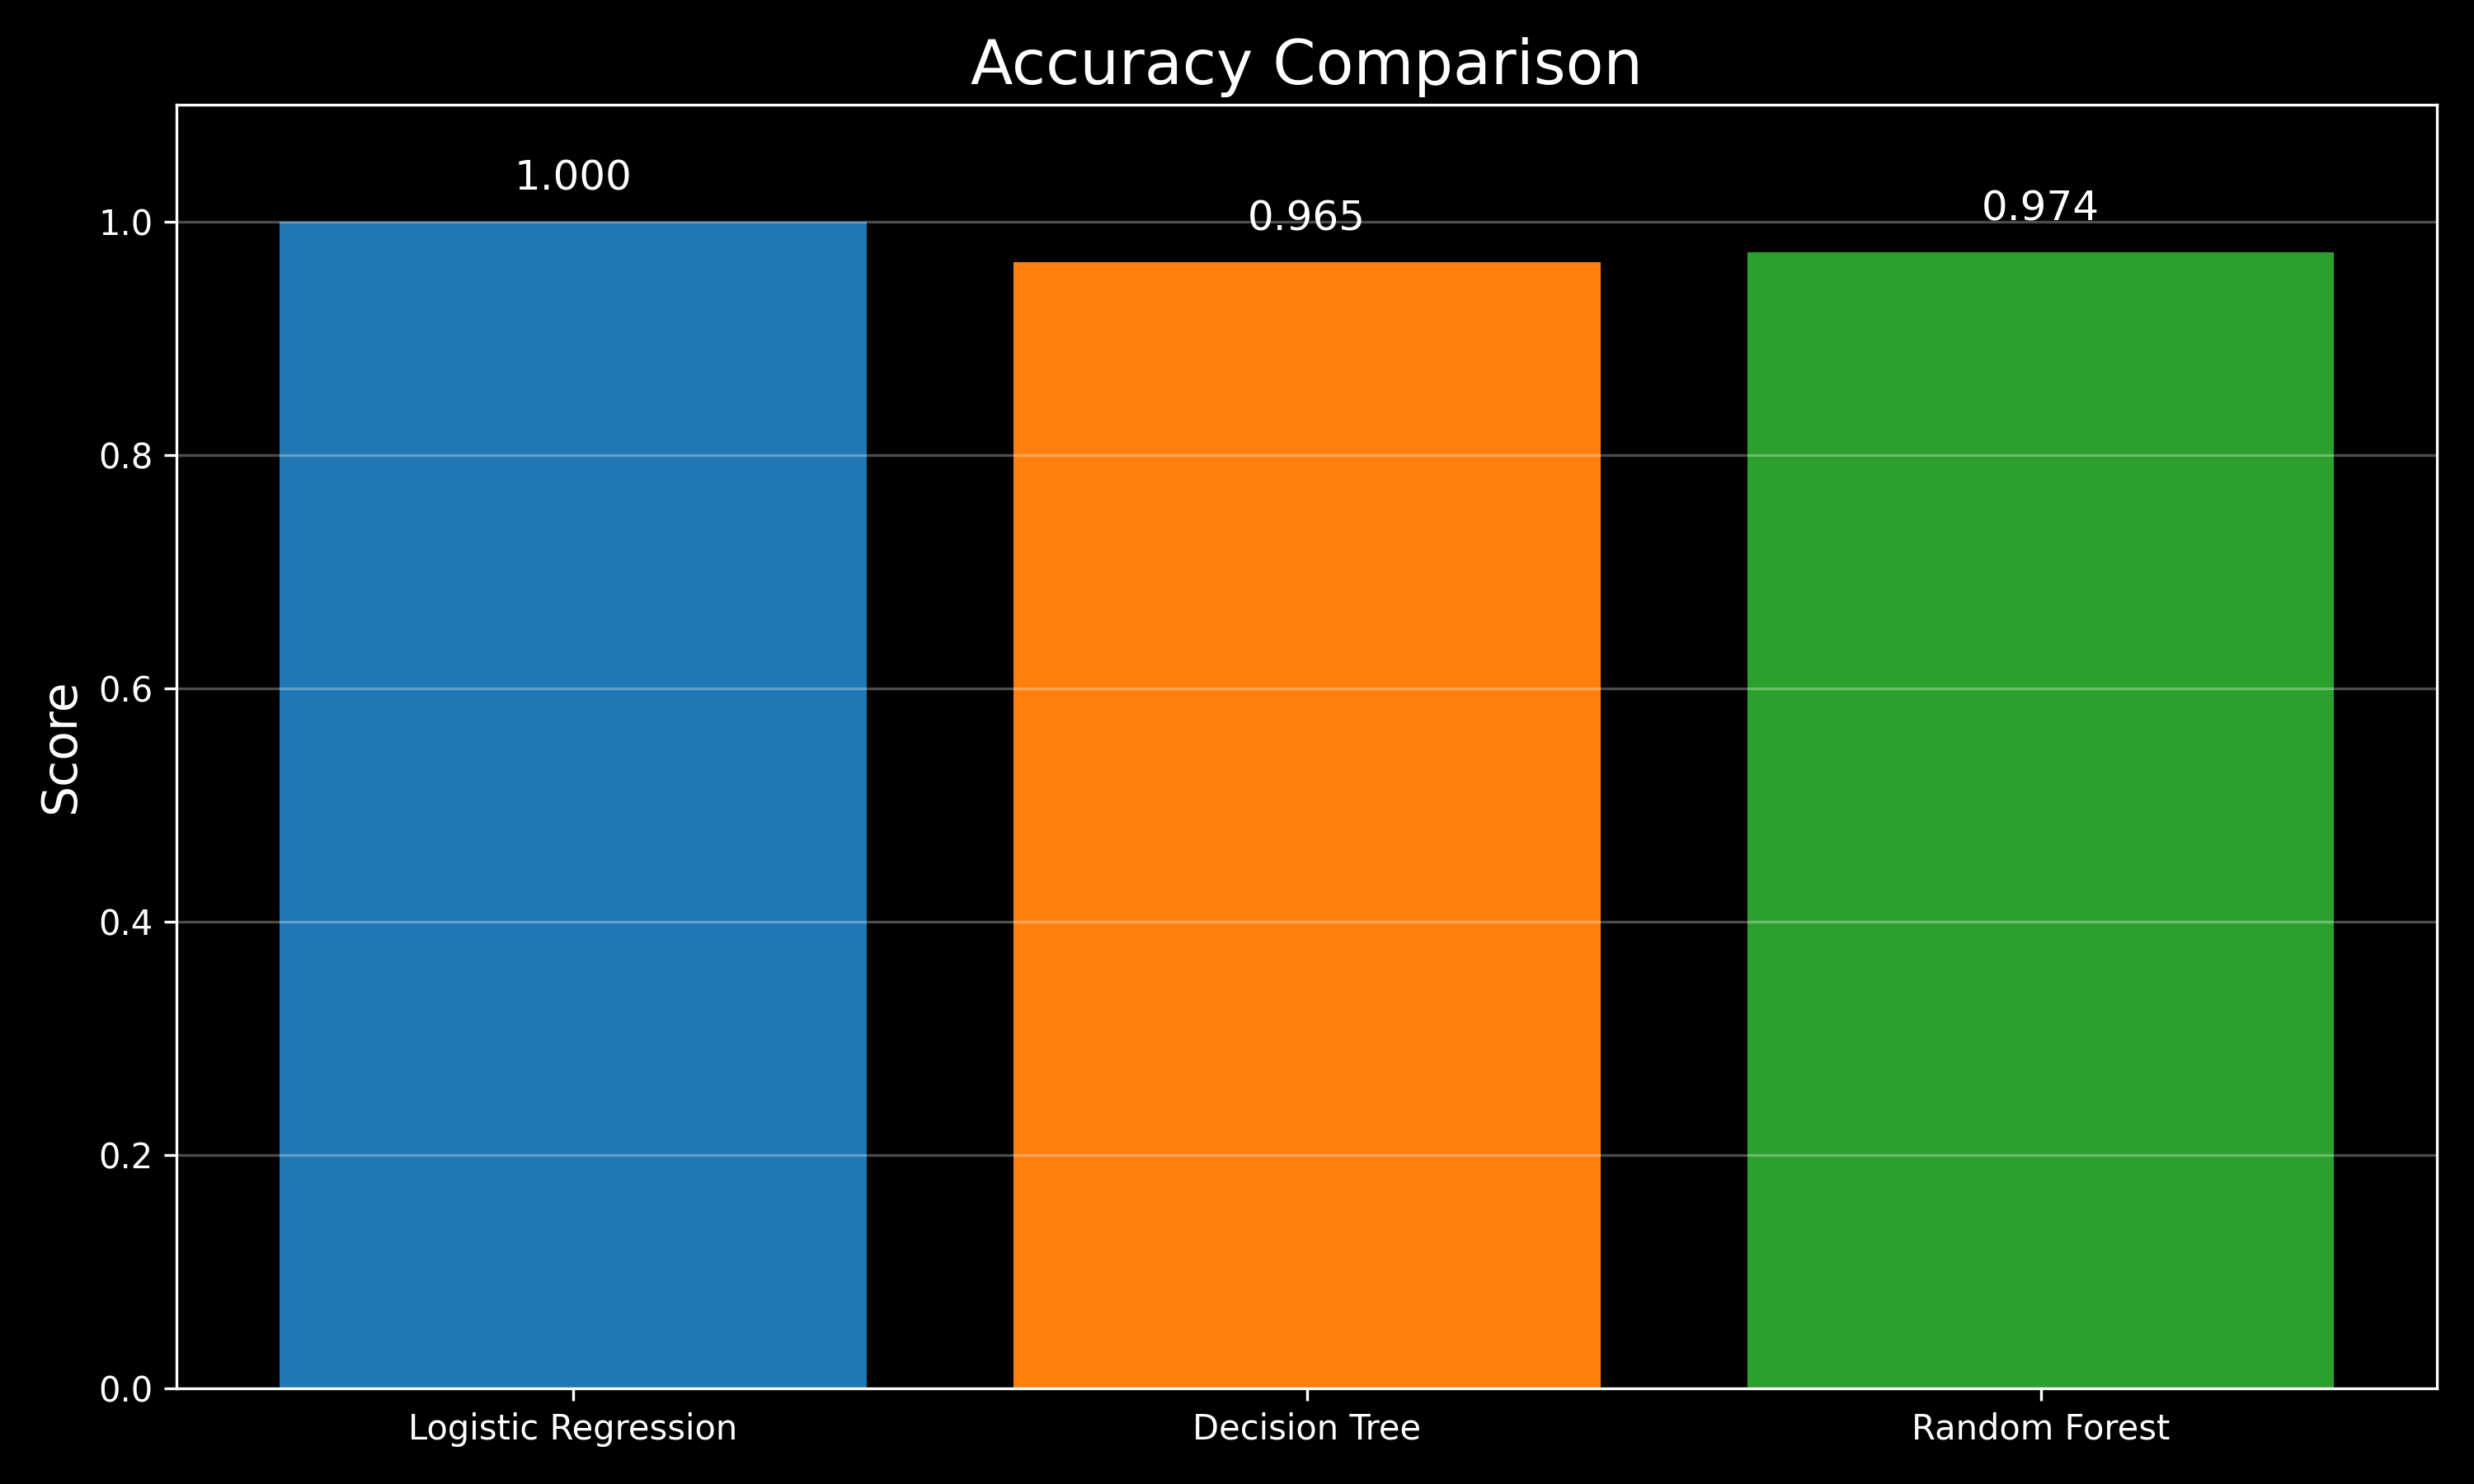 Accuracy Comparison
1.000
0.965
0.974
Score
1.0
0.8
0.6
0.4
0.2
0.0
Logistic Regression
Decision Tree
Random Forest